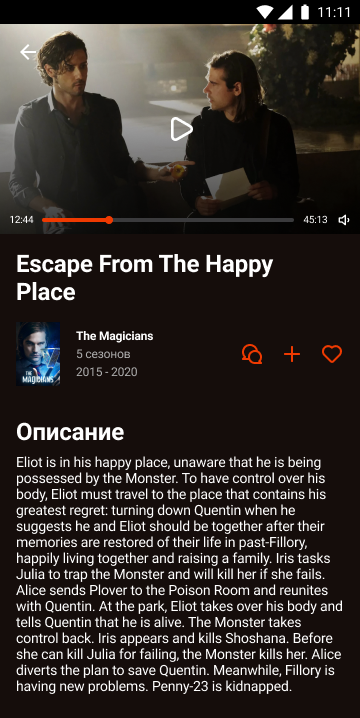 11:11
12:44
45:13
Escape From The Happy
Place
The Magicians
5 сезонов
2015 - 2020
THE
MAGICIANS
Описание
Eliot is in his happy place, unaware that he is being
possessed by the Monster. To have control over his
body, Eliot must travel to the place that contains his
greatest regret: turning down Quentin when he
suggests he and Eliot should be together after their
memories are restored of their life in past-Fillory,
happily living together and raising a family. Iris tasks
Julia to trap the Monster and will kill her if she fails.
Alice sends Plover to the Poison Room and reunites
with Quentin. At the park, Eliot takes over his body and
tells Quentin that he is alive. The Monster takes
control back. Iris appears and kills Shoshana. Before
she can kill Julia for failing, the Monster kills her. Alice
diverts the plan to save Quentin. Meanwhile, Fillory is
having new problems. Penny-23 is kidnapped.